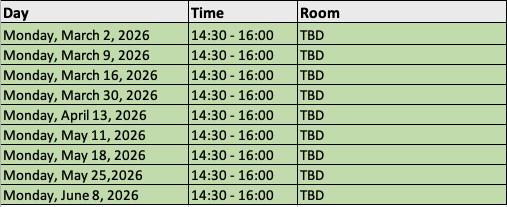 Day Time Room
Monday, March 2, 2026 14:30 - 16:00 TBD
Monday, March 9, 2026 14:30 - 16:00 TBD
Monday, March 16, 2026 14:30 - 16:00 TBD
Monday, March 30, 2026 14:30 - 16:00 TBD
Monday, April 13, 2026 14:30 - 16:00 TBD
Monday, May 11, 2026 14:30 - 16:00 TBD
Monday, May 18, 2026 14:30 - 16:00 TBD
Monday, May 25,2026 14:30 - 16:00 TBD
Monday, June 8, 2026 14:30 - 16:00 TBD